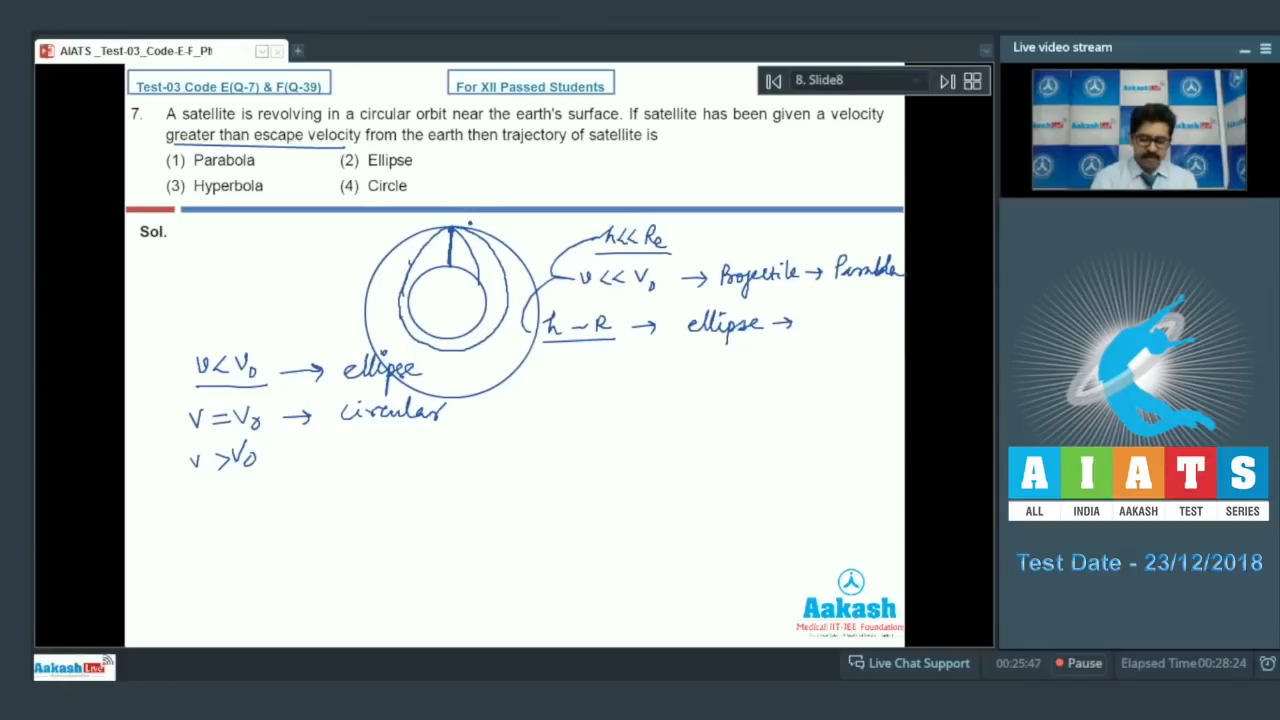 AIATS _Test-03_Code-E-F_Ph
Live video stream
Test-03 Code E(Q-7) & F(Q-39)
For XII Passed Students
8. Slide8
7. A satellite is revolving in a circular orbit near the earth's surface. If satellite has been given a velocity
greater than escape velocity from the earth then trajectory of satellite is
(1) Parabola (2) Ellipse
(3) Hyperbola (4) Circle
Sol.
h << Re
v << V0 → Projectile → Parabola
h ~ R → ellipse →
v < V0 → ellipse
v = V0 → circular
v > V0
AIATS
ALL INDIA AAKASH TEST SERIES
Test Date - 23/12/2018
Aakash
Medical|IIT-JEE|Foundations
Aakash Live
Live Chat Support
00:25:47
Pause
Elapsed Time 00:28:24